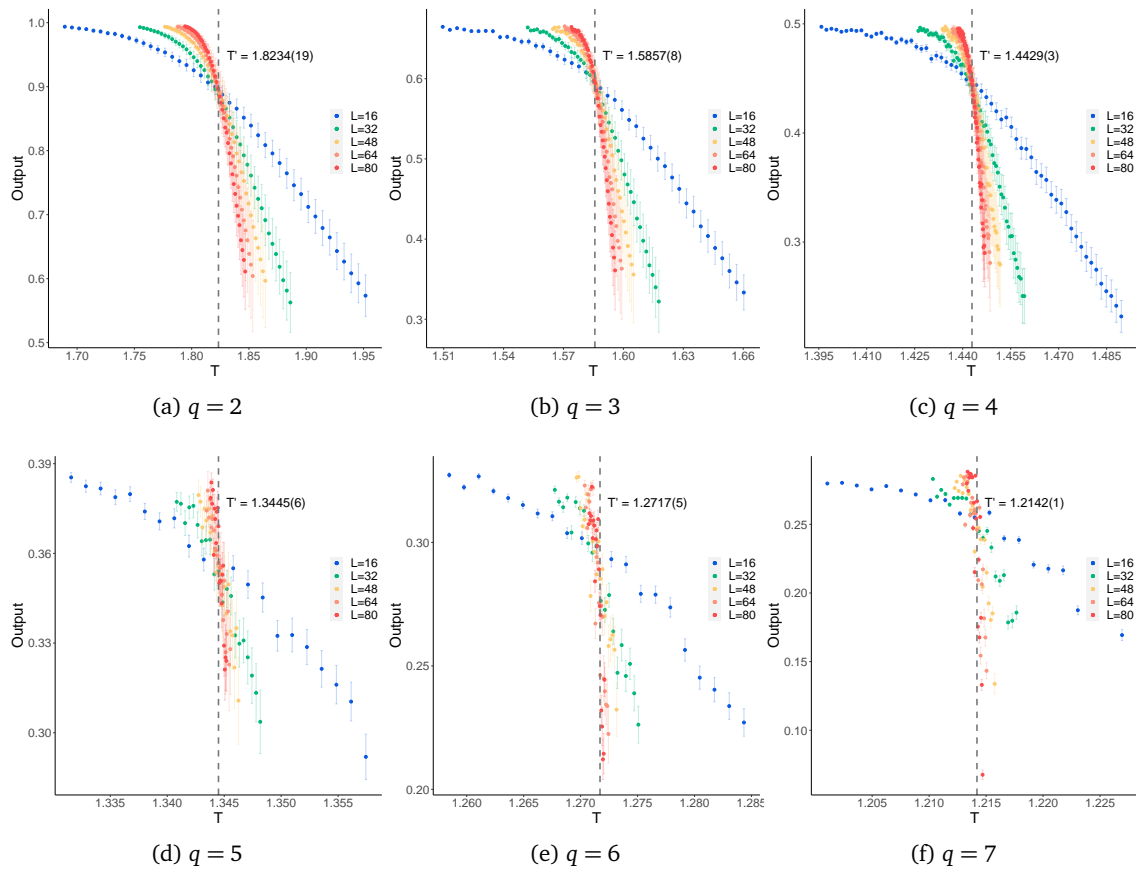 1.0
0.9
0.8
0.7
0.6
0.5
Output
T' = 1.8234(19)
L=16
L=32
L=48
L=64
L=80
1.70
1.75
1.80
1.85
1.90
1.95
T
(a) q = 2
0.6
0.5
0.4
0.3
Output
T' = 1.5857(8)
L=16
L=32
L=48
L=64
L=80
1.51
1.54
1.57
1.60
1.63
1.66
T
(b) q = 3
0.5
0.4
0.3
Output
T' = 1.4429(3)
L=16
L=32
L=48
L=64
L=80
1.395
1.410
1.425
1.440
1.455
1.470
1.485
T
(c) q = 4
0.39
0.36
0.33
0.30
Output
T' = 1.3445(6)
L=16
L=32
L=48
L=64
L=80
1.335
1.340
1.345
1.350
1.355
T
(d) q = 5
0.30
0.25
0.20
Output
T' = 1.2717(5)
L=16
L=32
L=48
L=64
L=80
1.260
1.265
1.270
1.275
1.280
1.285
T
(e) q = 6
0.30
0.25
0.20
0.15
0.10
Output
T' = 1.2142(1)
L=16
L=32
L=48
L=64
L=80
1.205
1.210
1.215
1.220
1.225
T
(f) q = 7